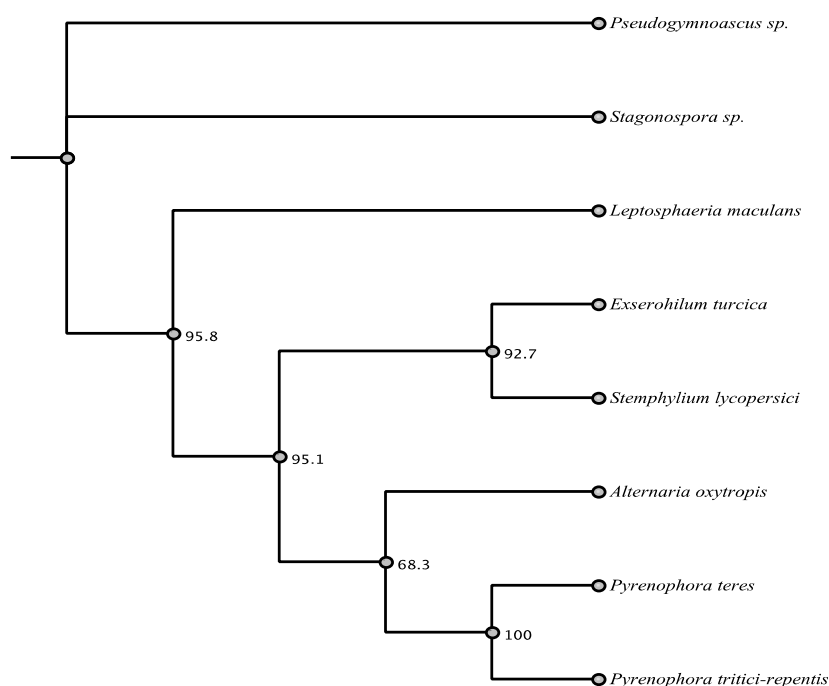 Pseudogymnoascus sp.
Stagonospora sp.
Leptosphaeria maculans
Exserohilum turcica
95.8
92.7
Stemphylium lycopersici
95.1
Alternaria oxytropis
68.3
Pyrenophora teres
100
Pyrenophora tritici-repentis